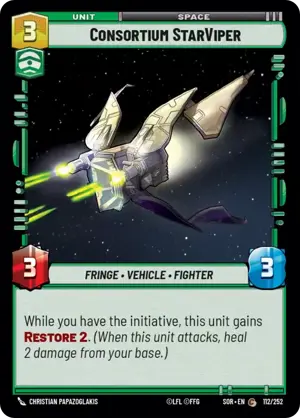 UNIT SPACE
3 CONSORTIUM STARVIPER
3 FRINGE • VEHICLE • FIGHTER 3
While you have the initiative, this unit gains
RESTORE 2. (When this unit attacks, heal
2 damage from your base.)
CHRISTIAN PAPAZOGLAKIS ©LFL ©FFG SOR • EN C 112/252